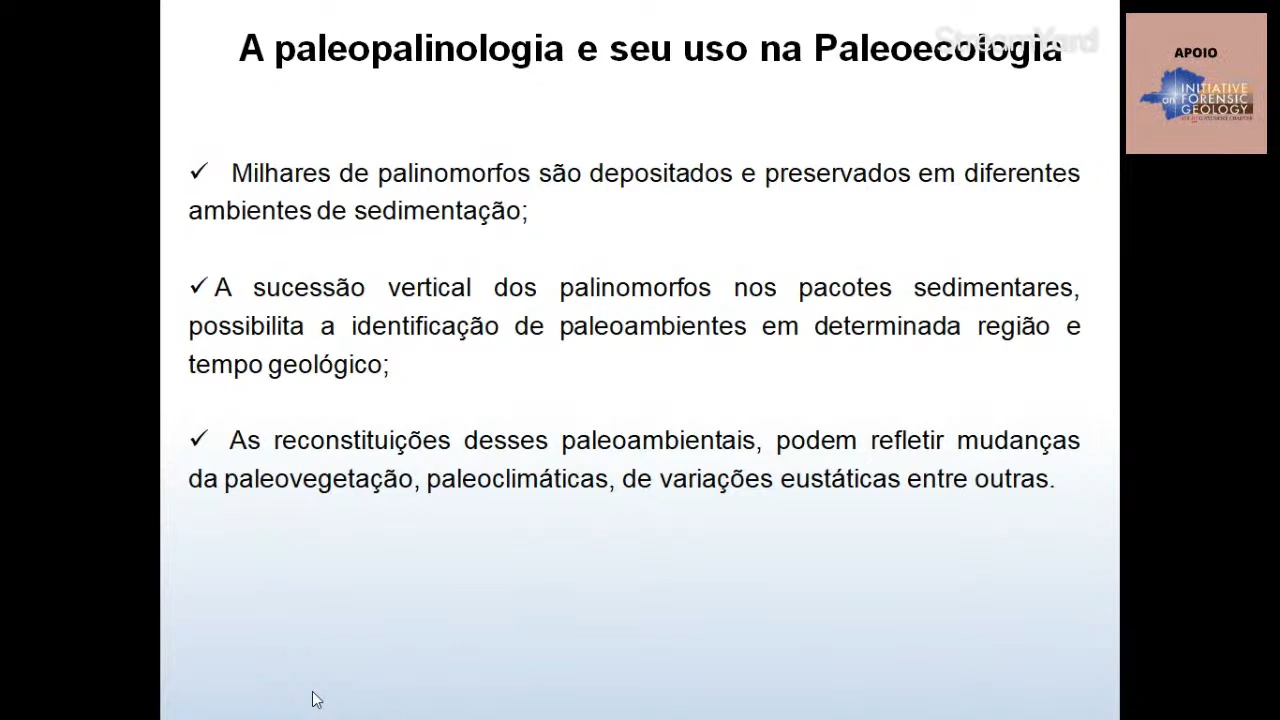 A paleopalinologia e seu uso na Paleoecologia
StreamYard
APOIO
INITIATIVE
on FORENSIC
GEOLOGY
✓ Milhares de palinomorfos são depositados e preservados em diferentes
ambientes de sedimentação;
✓ A sucessão vertical dos palinomorfos nos pacotes sedimentares,
possibilita a identificação de paleoambientes em determinada região e
tempo geológico;
✓ As reconstituições desses paleoambientais, podem refletir mudanças
da paleovegetação, paleoclimáticas, de variações eustáticas entre outras.